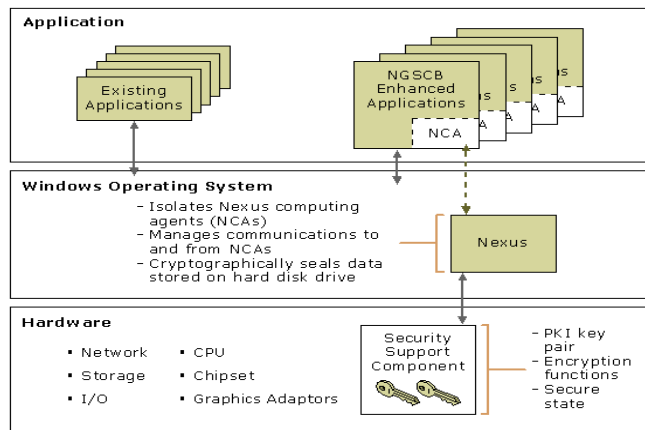 Application
Existing
Applications
NGSCB
Enhanced
Applications
NCA
Windows Operating System
- Isolates Nexus computing
agents (NCAs)
- Manages communications to
and from NCAs
- Cryptographically seals data
stored on hard disk drive
Nexus
Hardware
▪ Network
▪ Storage
▪ I/O
▪ CPU
▪ Chipset
▪ Graphics Adaptors
Security
Support
Component
- PKI key
pair
- Encryption
functions
- Secure
state